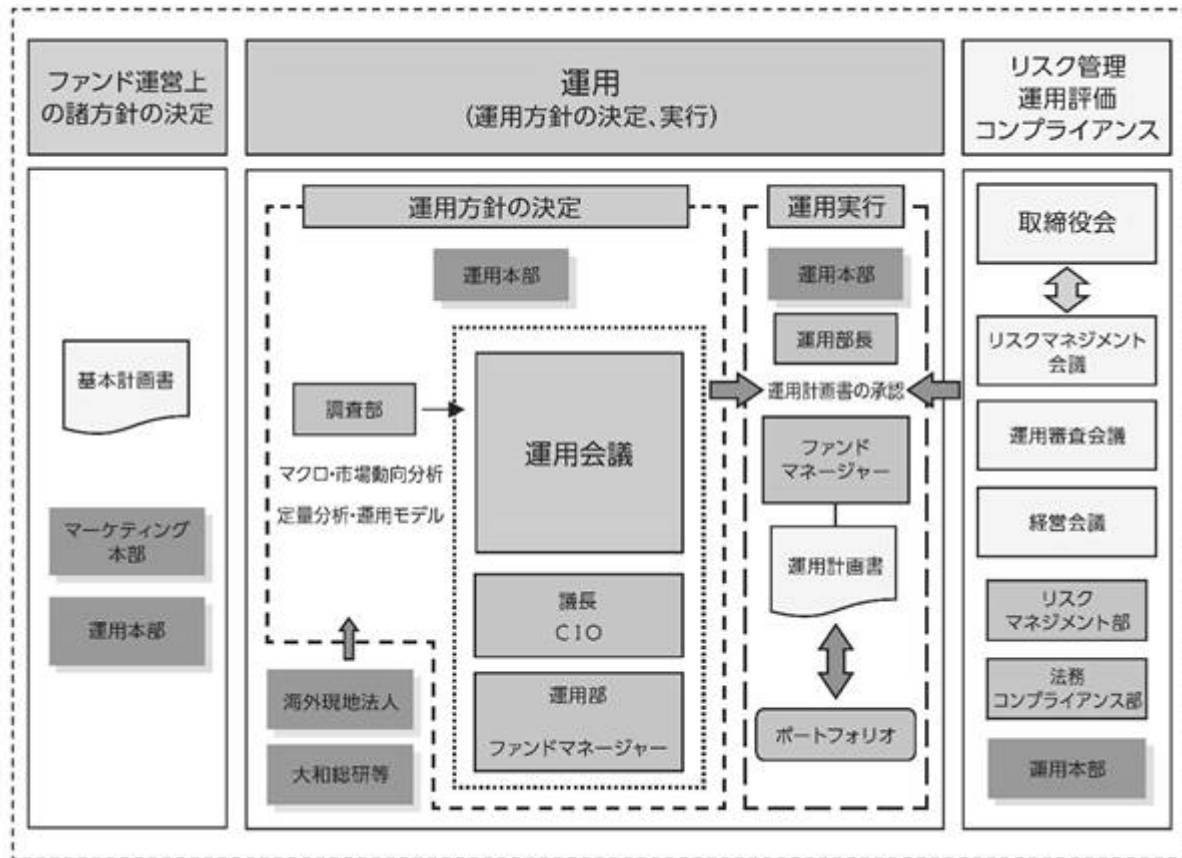 ファンド運営上
の諸方針の決定
運用
(運用方針の決定、実行)
リスク管理
運用評価
コンプライアンス
基本計画書
マーケティング
本部
運用本部
運用方針の決定
運用本部
調査部
マクロ・市場動向分析
定量分析・運用モデル
運用会議
議長
CIO
運用部
ファンドマネージャー
海外現地法人
大和総研等
運用実行
運用本部
運用部長
運用計画書の承認
ファンド
マネージャー
運用計画書
ポートフォリオ
取締役会
リスクマネジメント
会議
運用審査会議
経営会議
リスク
マネジメント部
法務
コンプライアンス部
運用本部